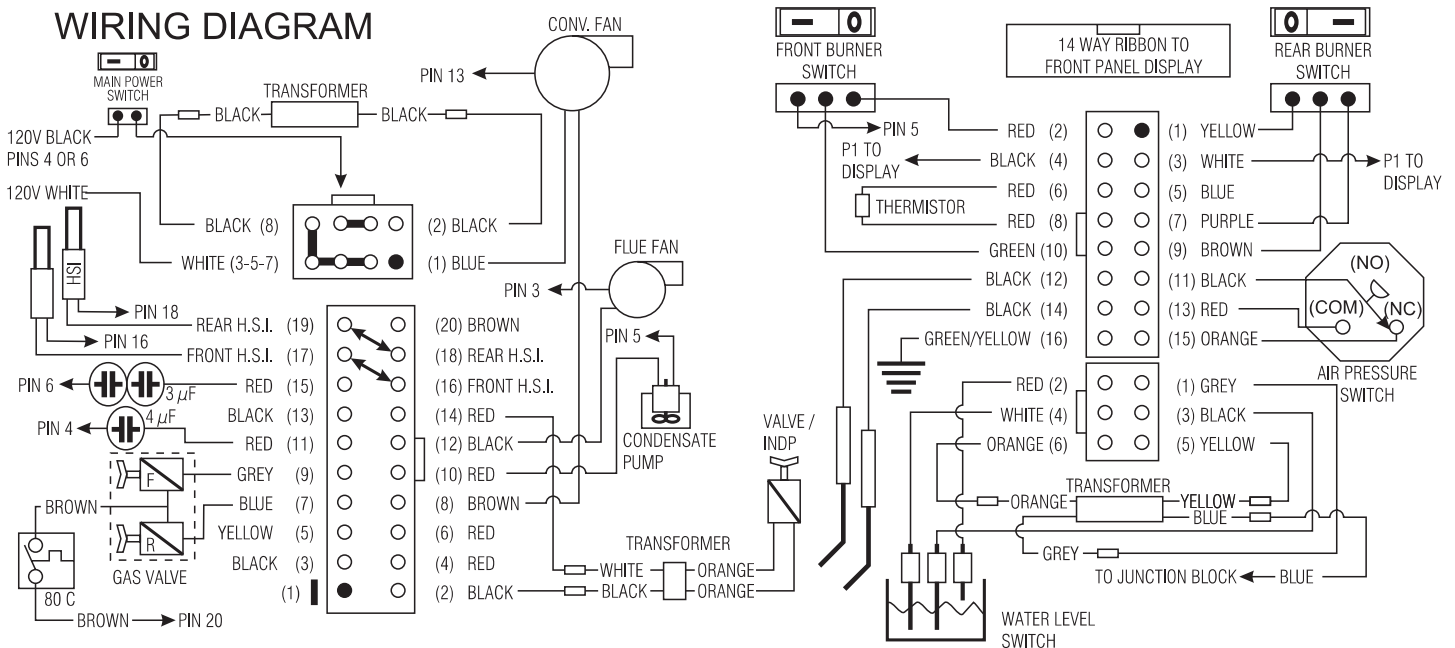 WIRING DIAGRAM
MAIN POWER
SWITCH
120V BLACK
PINS 4 OR 6
120V WHITE
BLACK
TRANSFORMER
BLACK
PIN 13
CONV. FAN
BLACK (8)
(2) BLACK
WHITE (3-5-7)
(1) BLUE
HSI
PIN 18
PIN 16
FLUE FAN
PIN 3
PIN 5
REAR H.S.I. (19)
(20) BROWN
FRONT H.S.I. (17)
(18) REAR H.S.I.
PIN 6
3 µF
RED (15)
(16) FRONT H.S.I.
BLACK (13)
(14) RED
PIN 4
4 µF
RED (11)
(12) BLACK
GREY (9)
(10) RED
BLUE (7)
(8) BROWN
YELLOW (5)
(6) RED
BLACK (3)
(4) RED
(1)
(2) BLACK
CONDENSATE
PUMP
F
R
GAS VALVE
BROWN
80 C
BROWN
PIN 20
TRANSFORMER
WHITE
ORANGE
BLACK
ORANGE
VALVE /
INDP
FRONT BURNER
SWITCH
14 WAY RIBBON TO
FRONT PANEL DISPLAY
REAR BURNER
SWITCH
PIN 5
P1 TO
DISPLAY
THERMISTOR
RED (2)
(1) YELLOW
BLACK (4)
(3) WHITE
P1 TO
DISPLAY
RED (6)
(5) BLUE
RED (8)
(7) PURPLE
GREEN (10)
(9) BROWN
BLACK (12)
(11) BLACK
BLACK (14)
(13) RED
GREEN/YELLOW (16)
(15) ORANGE
(NO)
(COM)
(NC)
AIR PRESSURE
SWITCH
RED (2)
(1) GREY
WHITE (4)
(3) BLACK
ORANGE (6)
(5) YELLOW
TRANSFORMER
ORANGE
YELLOW
BLUE
GREY
TO JUNCTION BLOCK
BLUE
WATER LEVEL
SWITCH